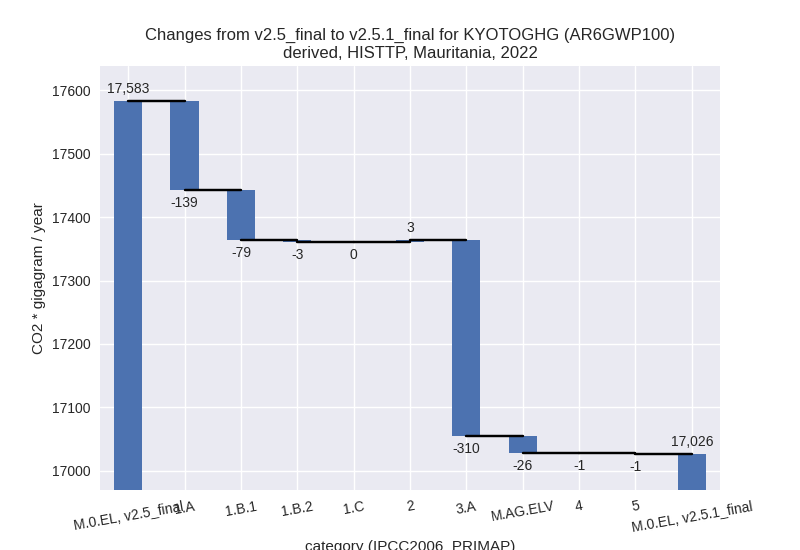 Changes from v2.5_final to v2.5.1_final for KYOTOGHG (AR6GWP100)
derived, HISTTP, Mauritania, 2022
CO2 * gigagram / year
17600
17500
17400
17300
17200
17100
17000
17,583
-139
-79
-3
0
3
-310
-26
-1
-1
17,026
M.0.EL, v2.5_final
1.A
1.B.1
1.B.2
1.C
2
3.A
M.AG.ELV
4
5
M.0.EL, v2.5.1_final
category (IPCC2006_PRIMAP)